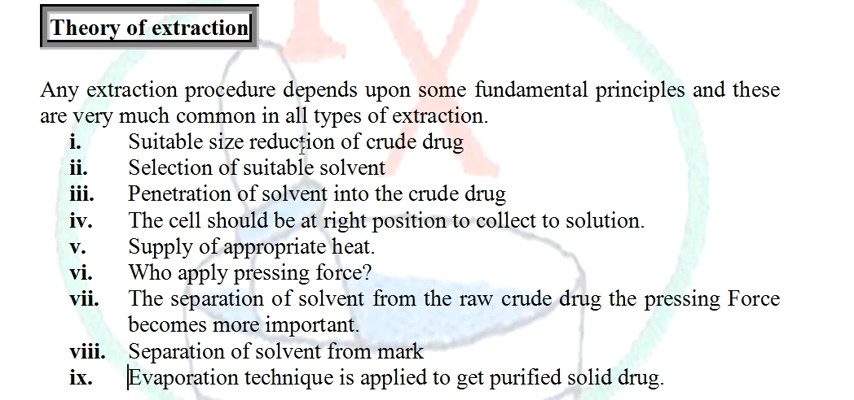 Theory of extraction
Any extraction procedure depends upon some fundamental principles and these
are very much common in all types of extraction.
i. Suitable size reduction of crude drug
ii. Selection of suitable solvent
iii. Penetration of solvent into the crude drug
iv. The cell should be at right position to collect to solution.
v. Supply of appropriate heat.
vi. Who apply pressing force?
vii. The separation of solvent from the raw crude drug the pressing Force
becomes more important.
viii. Separation of solvent from mark
ix. Evaporation technique is applied to get purified solid drug.